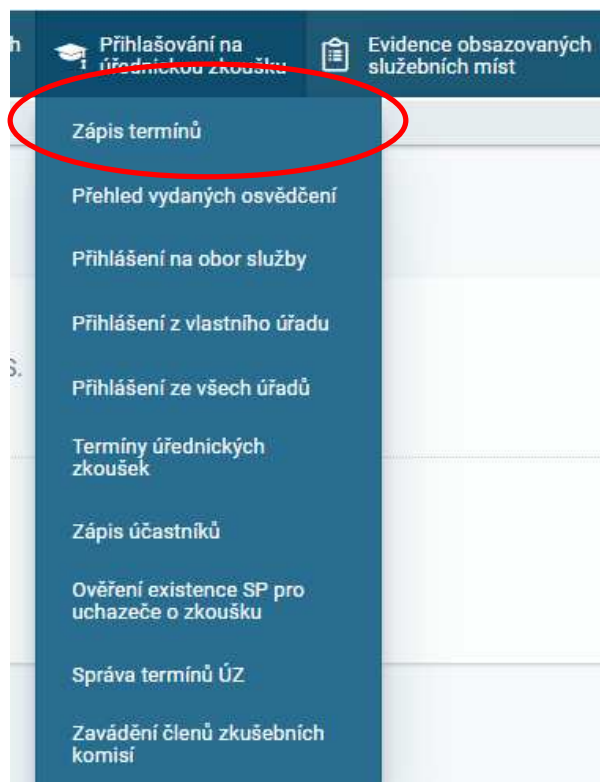 h
Přihlašování na
úřednickou zkoušku
Evidence obsazovaných
služebních míst
Zápis termínů
Přehled vydaných osvědčení
Přihlášení na obor služby
Přihlášení z vlastního úřadu
S.
Přihlášení ze všech úřadů
Termíny úřednických
zkoušek
Zápis účastníků
Ověření existence SP pro
uchazeče o zkoušku
Správa termínů ÚZ
Zavádění členů zkušebních
komisí